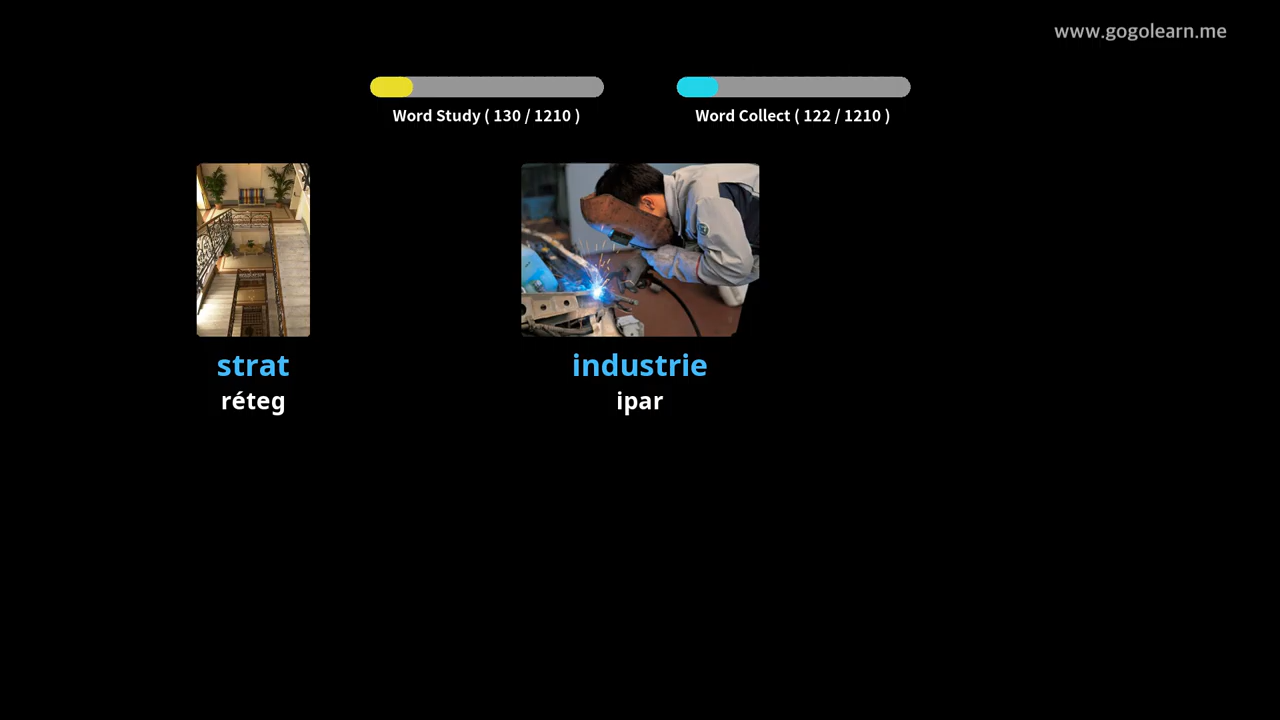 www.gogolearn.me
Word Study ( 130 / 1210 )
Word Collect ( 122 / 1210 )
strat
réteg
industrie
ipar